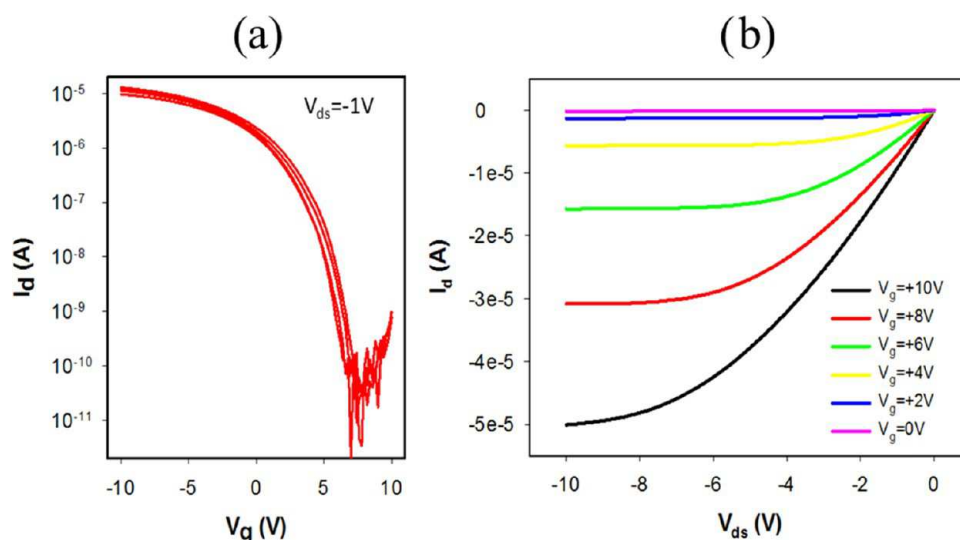 (a)
V_ds=-1V
10^-5
10^-6
10^-7
10^-8
10^-9
10^-10
10^-11
I_d (A)
-10 -5 0 5 10
V_g (V)
(b)
0
-1e-5
-2e-5
-3e-5
-4e-5
-5e-5
I_d (A)
V_g=+10V
V_g=+8V
V_g=+6V
V_g=+4V
V_g=+2V
V_g=0V
-10 -8 -6 -4 -2 0
V_ds (V)